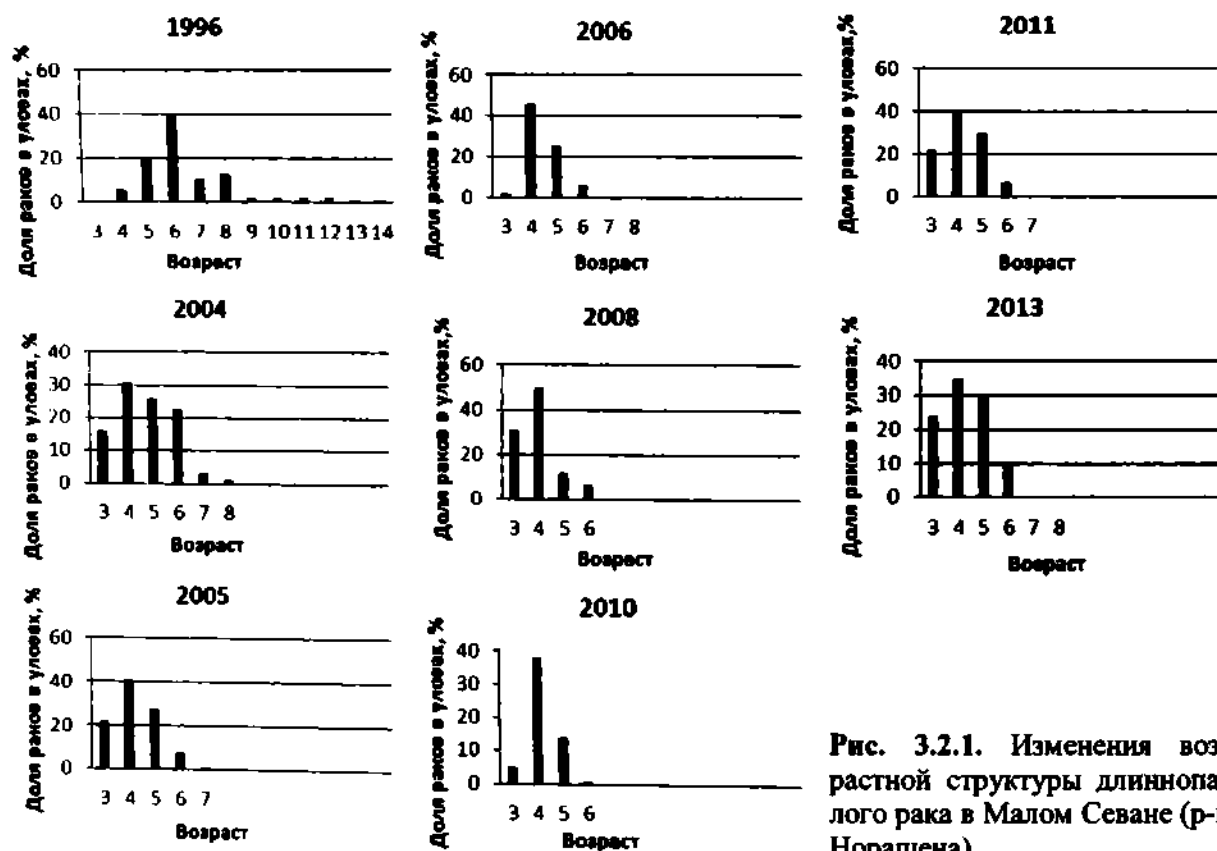 1996
Доля раков в уловах, %
60
40
20
0
3 4 5 6 7 8 9 10 11 12 13 14
Возраст
2006
Доля раков в уловах, %
60
40
20
0
3 4 5 6 7 8
Возраст
2011
Доля раков в уловах, %
60
40
20
0
3 4 5 6 7
Возраст
2004
Доля раков в уловах, %
40
30
20
10
0
3 4 5 6 7 8
Возраст
2008
Доля раков в уловах,%
60
40
20
0
3 4 5 6
Возраст
2013
Доля раков в уловах, %
40
30
20
10
0
3 4 5 6 7 8
Возраст
2005
Доля раков в уловах, %
60
40
20
0
3 4 5 6 7
Возраст
2010
Доля раков в уловах, %
40
30
20
10
0
3 4 5 6
Возраст
Рис. 3.2.1. Изменения воз
растной структуры длиннопа
лого рака в Малом Севане (р-
Норашена)